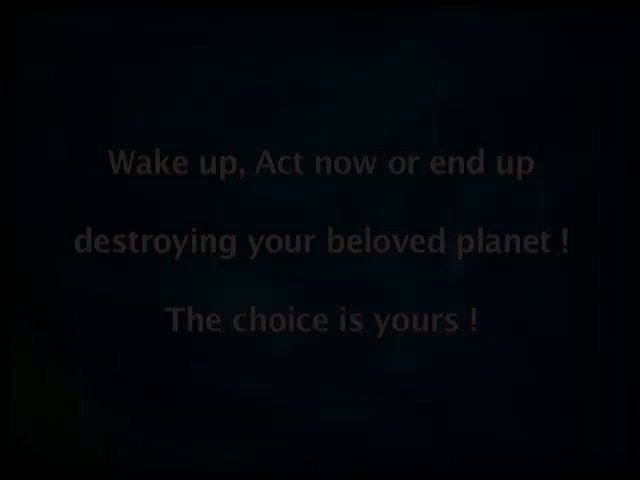 Wake up, Act now or end up
destroying your beloved planet !
The choice is yours !